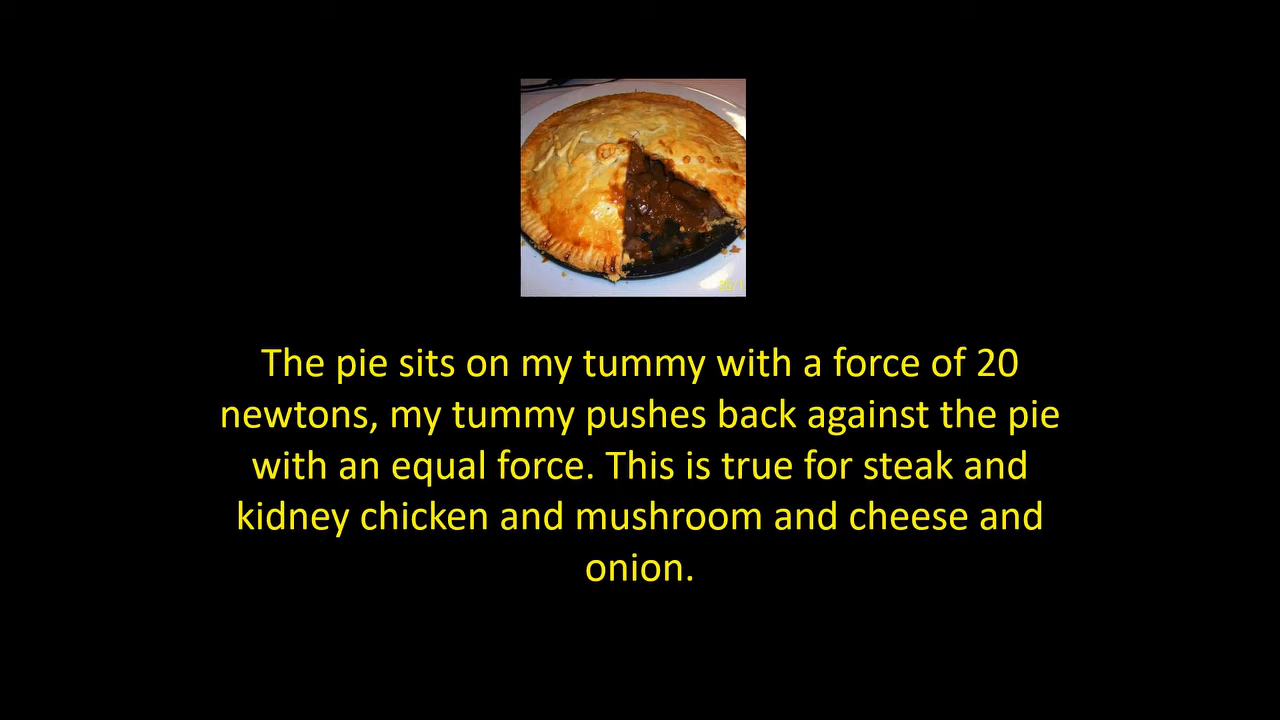 The pie sits on my tummy with a force of 20
newtons, my tummy pushes back against the pie
with an equal force. This is true for steak and
kidney chicken and mushroom and cheese and
onion.